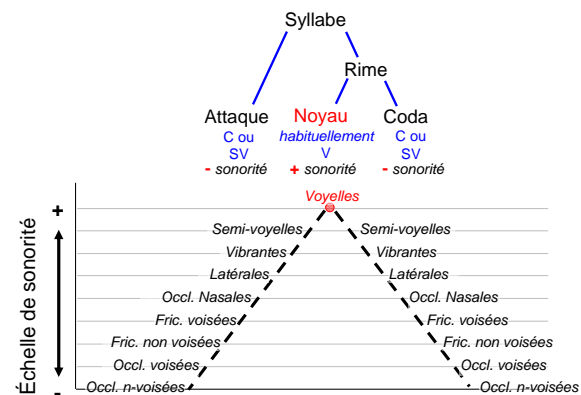 Syllabe
Rime
Attaque Noyau Coda
C ou habituellement C ou
SV V SV
- sonorité + sonorité - sonorité
Voyelles
+
Semi-voyelles Semi-voyelles
Vibrantes Vibrantes
Latérales Latérales
Occl. Nasales Occl. Nasales
Fric. voisées Fric. voisées
Fric. non voisées Fric. non voisées
Occl. voisées Occl. voisées
Occl. n-voisées Occl. n-voisées
-
Échelle de sonorité